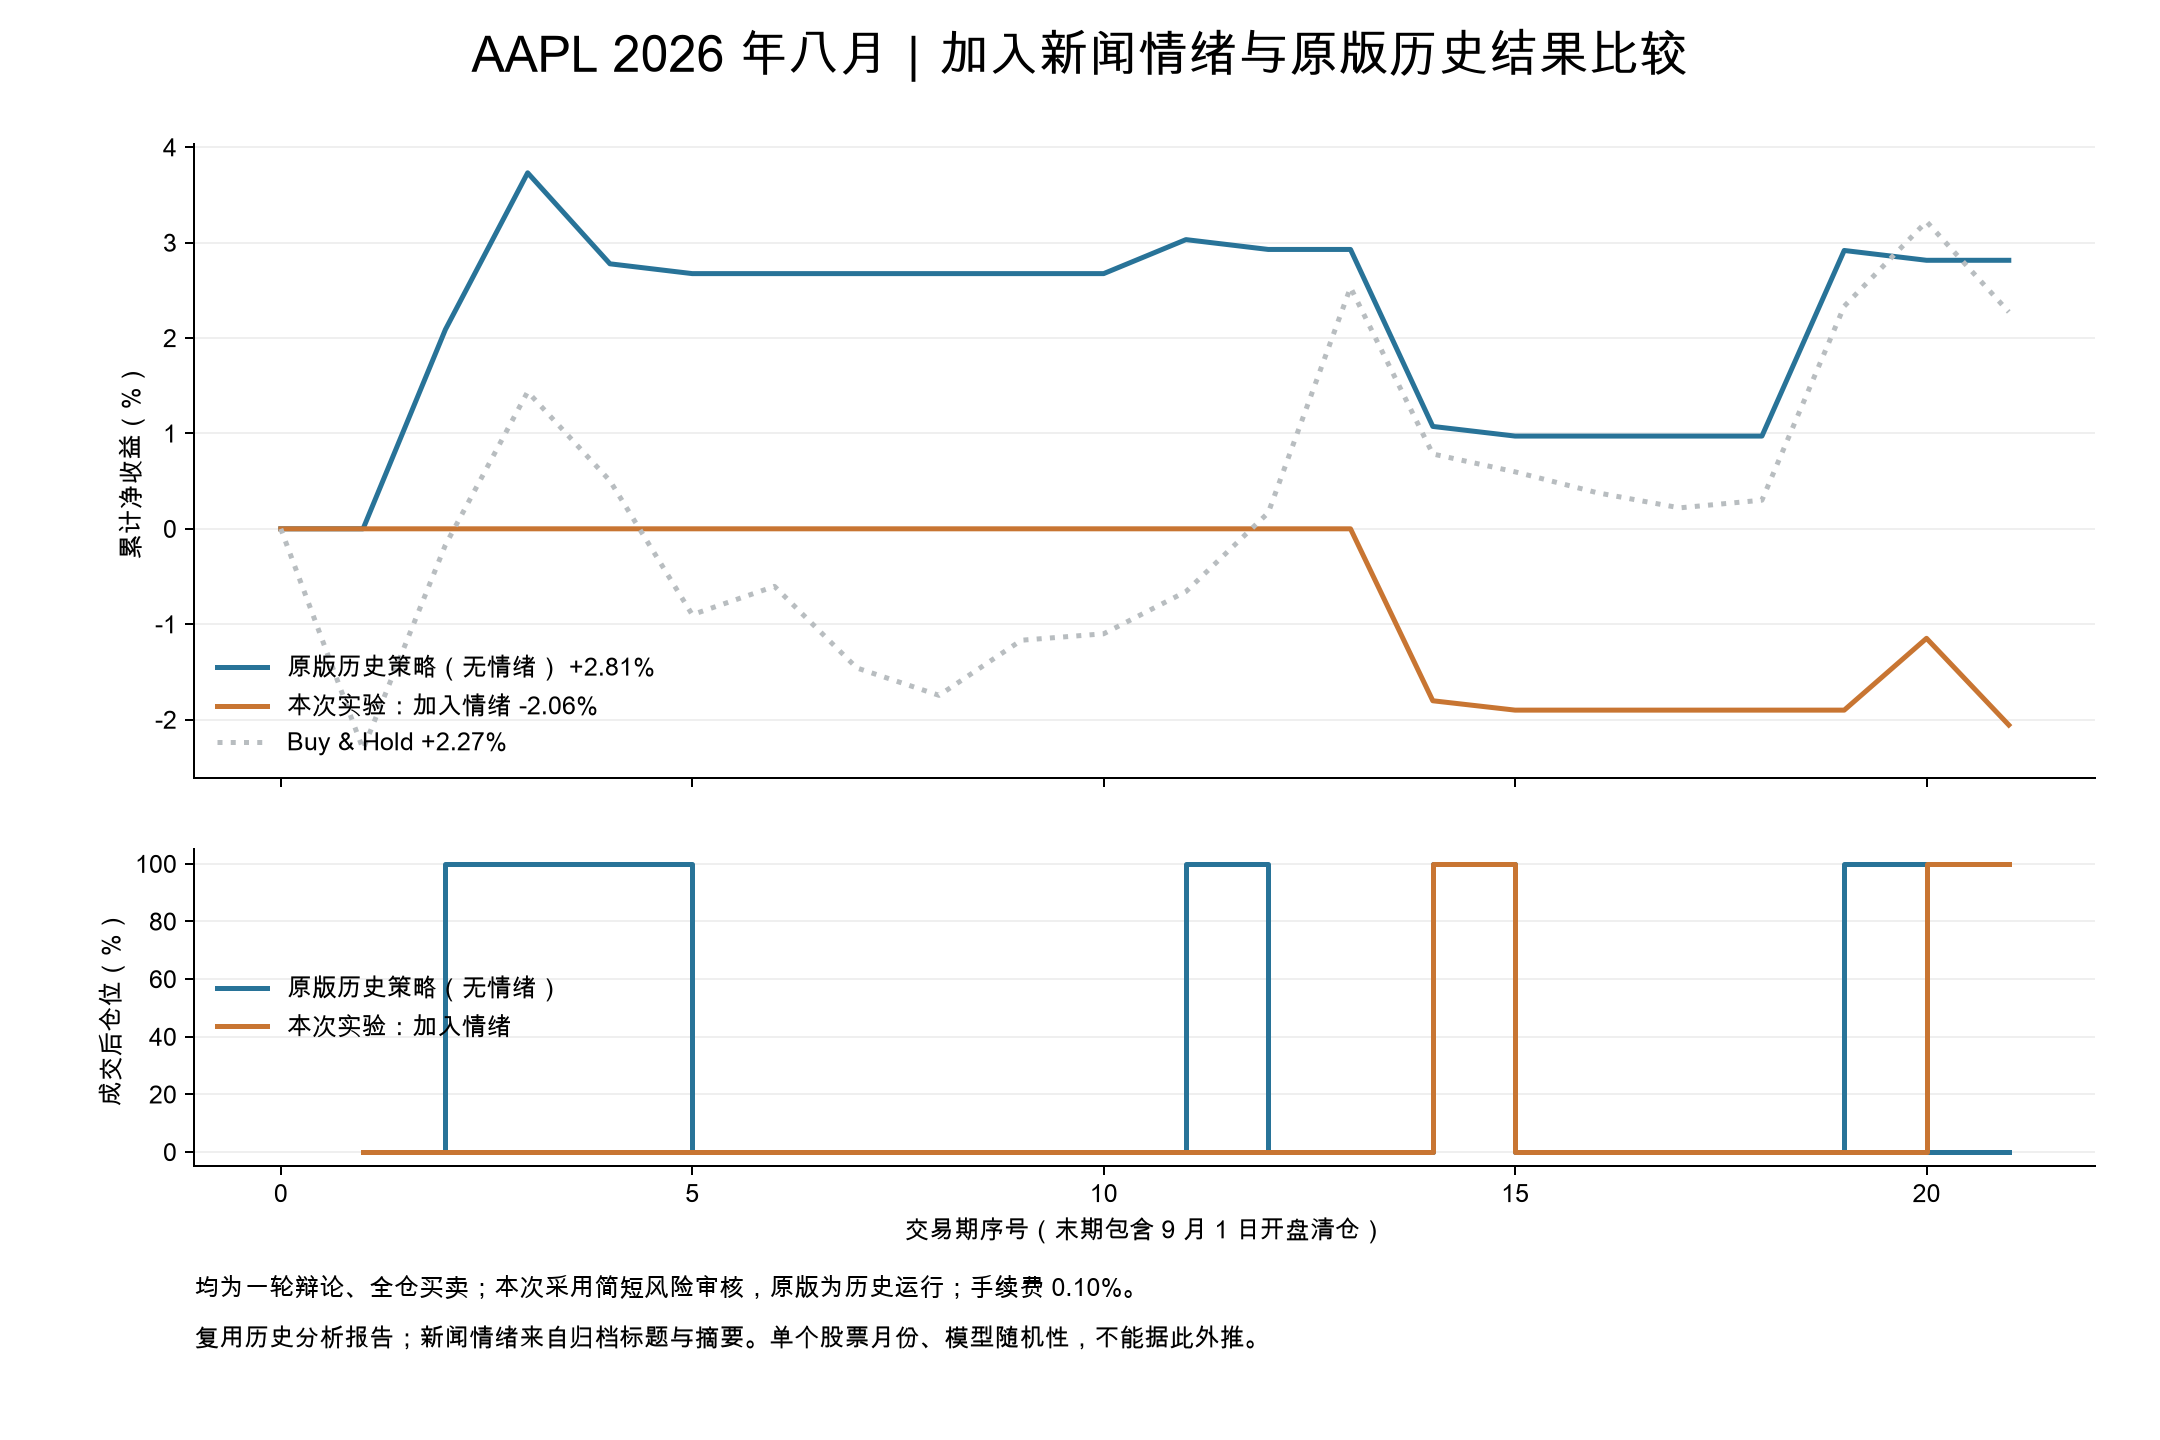 AAPL 2026 年八月 | 加入新闻情绪与原版历史结果比较
累计净收益（%）
4
3
2
1
0
-1
-2
原版历史策略（无情绪） +2.81%
本次实验：加入情绪 -2.06%
Buy & Hold +2.27%
成交后仓位（%）
100
80
60
40
20
0
原版历史策略（无情绪）
本次实验：加入情绪
0 5 10 15 20
交易期序号（末期包含 9 月 1 日开盘清仓）
均为一轮辩论、全仓买卖；本次采用简短风险审核，原版为历史运行；手续费 0.10%。
复用历史分析报告；新闻情绪来自归档标题与摘要。单个股票月份、模型随机性，不能据此外推。